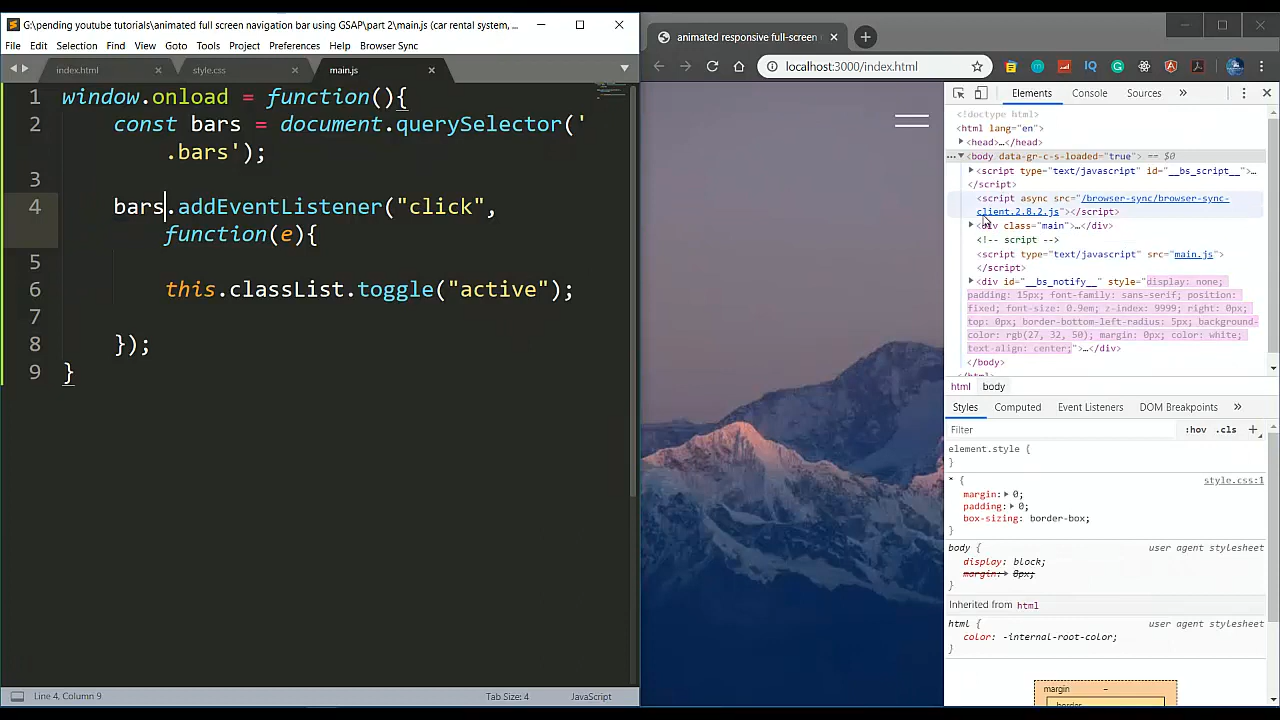 G:\pending youtube tutorials\animated full screen navigation bar using GSAP\part 2\main.js (car rental system, ...
File Edit Selection Find View Goto Tools Project Preferences Help Browser Sync
index.html
style.css
main.js
1 window.onload = function(){
2 const bars = document.querySelector('
.bars');
3
4 bars.addEventListener("click",
function(e){
5
6 this.classList.toggle("active");
7
8 });
9 }
Line 4, Column 9
Tab Size: 4
JavaScript
animated responsive full-screen
localhost:3000/index.html
Elements Console Sources »
<!doctype html>
<html lang="en">
<head>…</head>
<body data-gr-c-s-loaded="true"> == $0
<script type="text/javascript" id="__bs_script__">…
</script>
<script async src="/browser-sync/browser-sync-
client.2.8.2.js"></script>
<div class="main">…</div>
<!-- script -->
<script type="text/javascript" src="main.js">
</script>
<div id="__bs_notify__" style="display: none;
padding: 15px; font-family: sans-serif; position:
fixed; font-size: 0.9em; z-index: 9999; right: 0px;
top: 0px; border-bottom-left-radius: 5px; background-
color: rgb(27, 32, 50); margin: 0px; color: white;
text-align: center;">…</div>
</body>
</html>
html body
Styles Computed Event Listeners DOM Breakpoints »
Filter
:hov .cls +
element.style {
}
* {
style.css:1
margin: 0;
padding: 0;
box-sizing: border-box;
}
body {
user agent stylesheet
display: block;
margin: 8px;
}
Inherited from html
html {
user agent stylesheet
color: -internal-root-color;
}
margin -
border